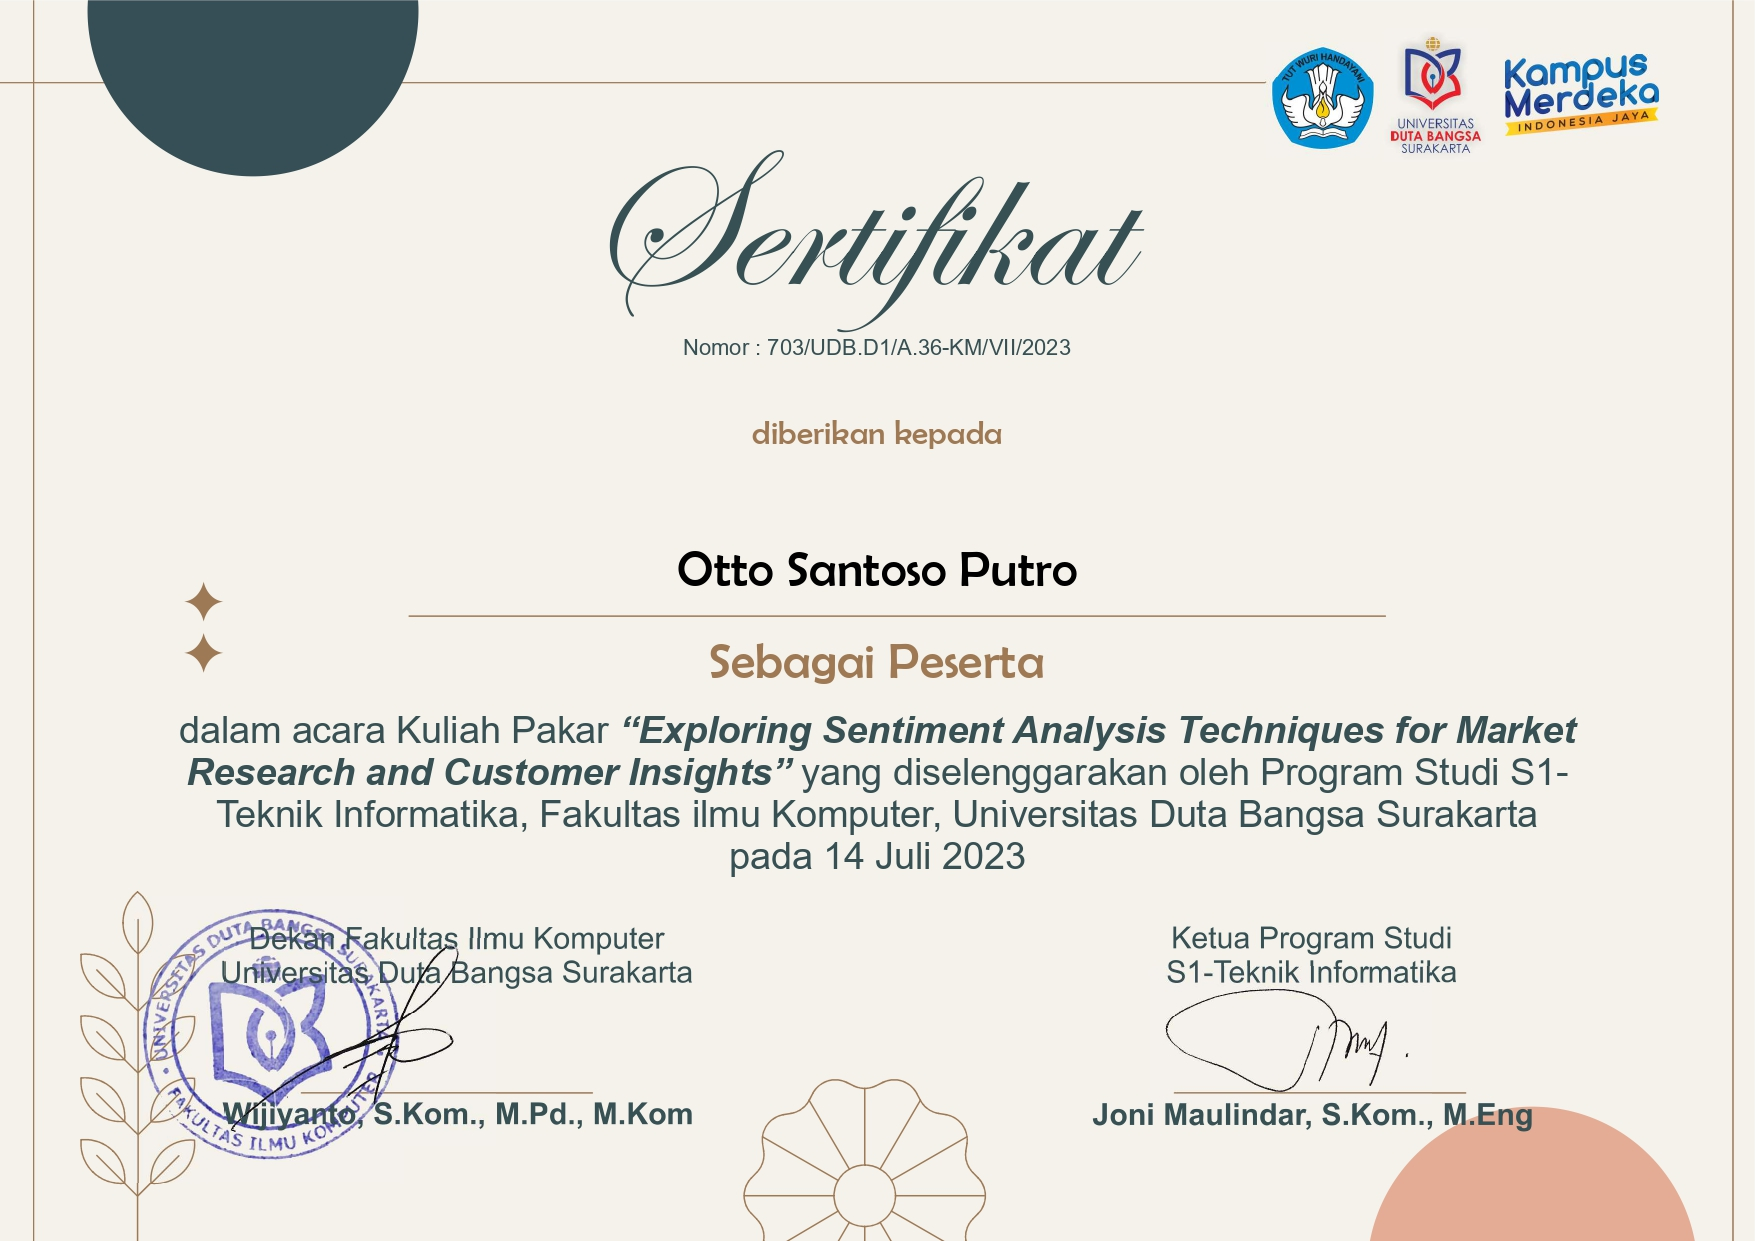 TUT WURI HANDAYANI
UNIVERSITAS
DUTA BANGSA
SURAKARTA
Kampus
Merdeka
INDONESIA JAYA
Sertifikat
Nomor : 703/UDB.D1/A.36-KM/VII/2023
diberikan kepada
Otto Santoso Putro
Sebagai Peserta
dalam acara Kuliah Pakar “Exploring Sentiment Analysis Techniques for Market
Research and Customer Insights” yang diselenggarakan oleh Program Studi S1-
Teknik Informatika, Fakultas ilmu Komputer, Universitas Duta Bangsa Surakarta
pada 14 Juli 2023
Dekan Fakultas Ilmu Komputer
Universitas Duta Bangsa Surakarta
UNIVERSITAS DUTA BANGSA SURAKARTA
FAKULTAS ILMU KOMPUTER
Wijiyanto, S.Kom., M.Pd., M.Kom
Ketua Program Studi
S1-Teknik Informatika
Joni Maulindar, S.Kom., M.Eng